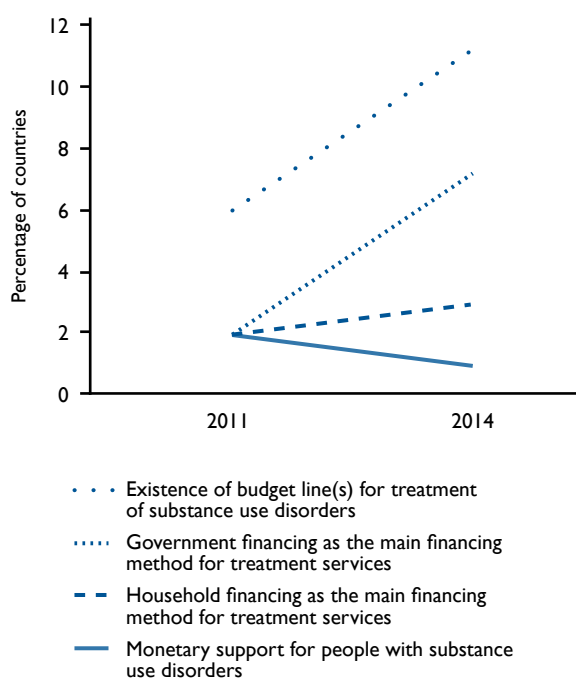 12
10
8
6
4
2
0
Percentage of countries
2011 2014
Existence of budget line(s) for treatment
of substance use disorders
Government financing as the main financing
method for treatment services
Household financing as the main financing
method for treatment services
Monetary support for people with substance
use disorders